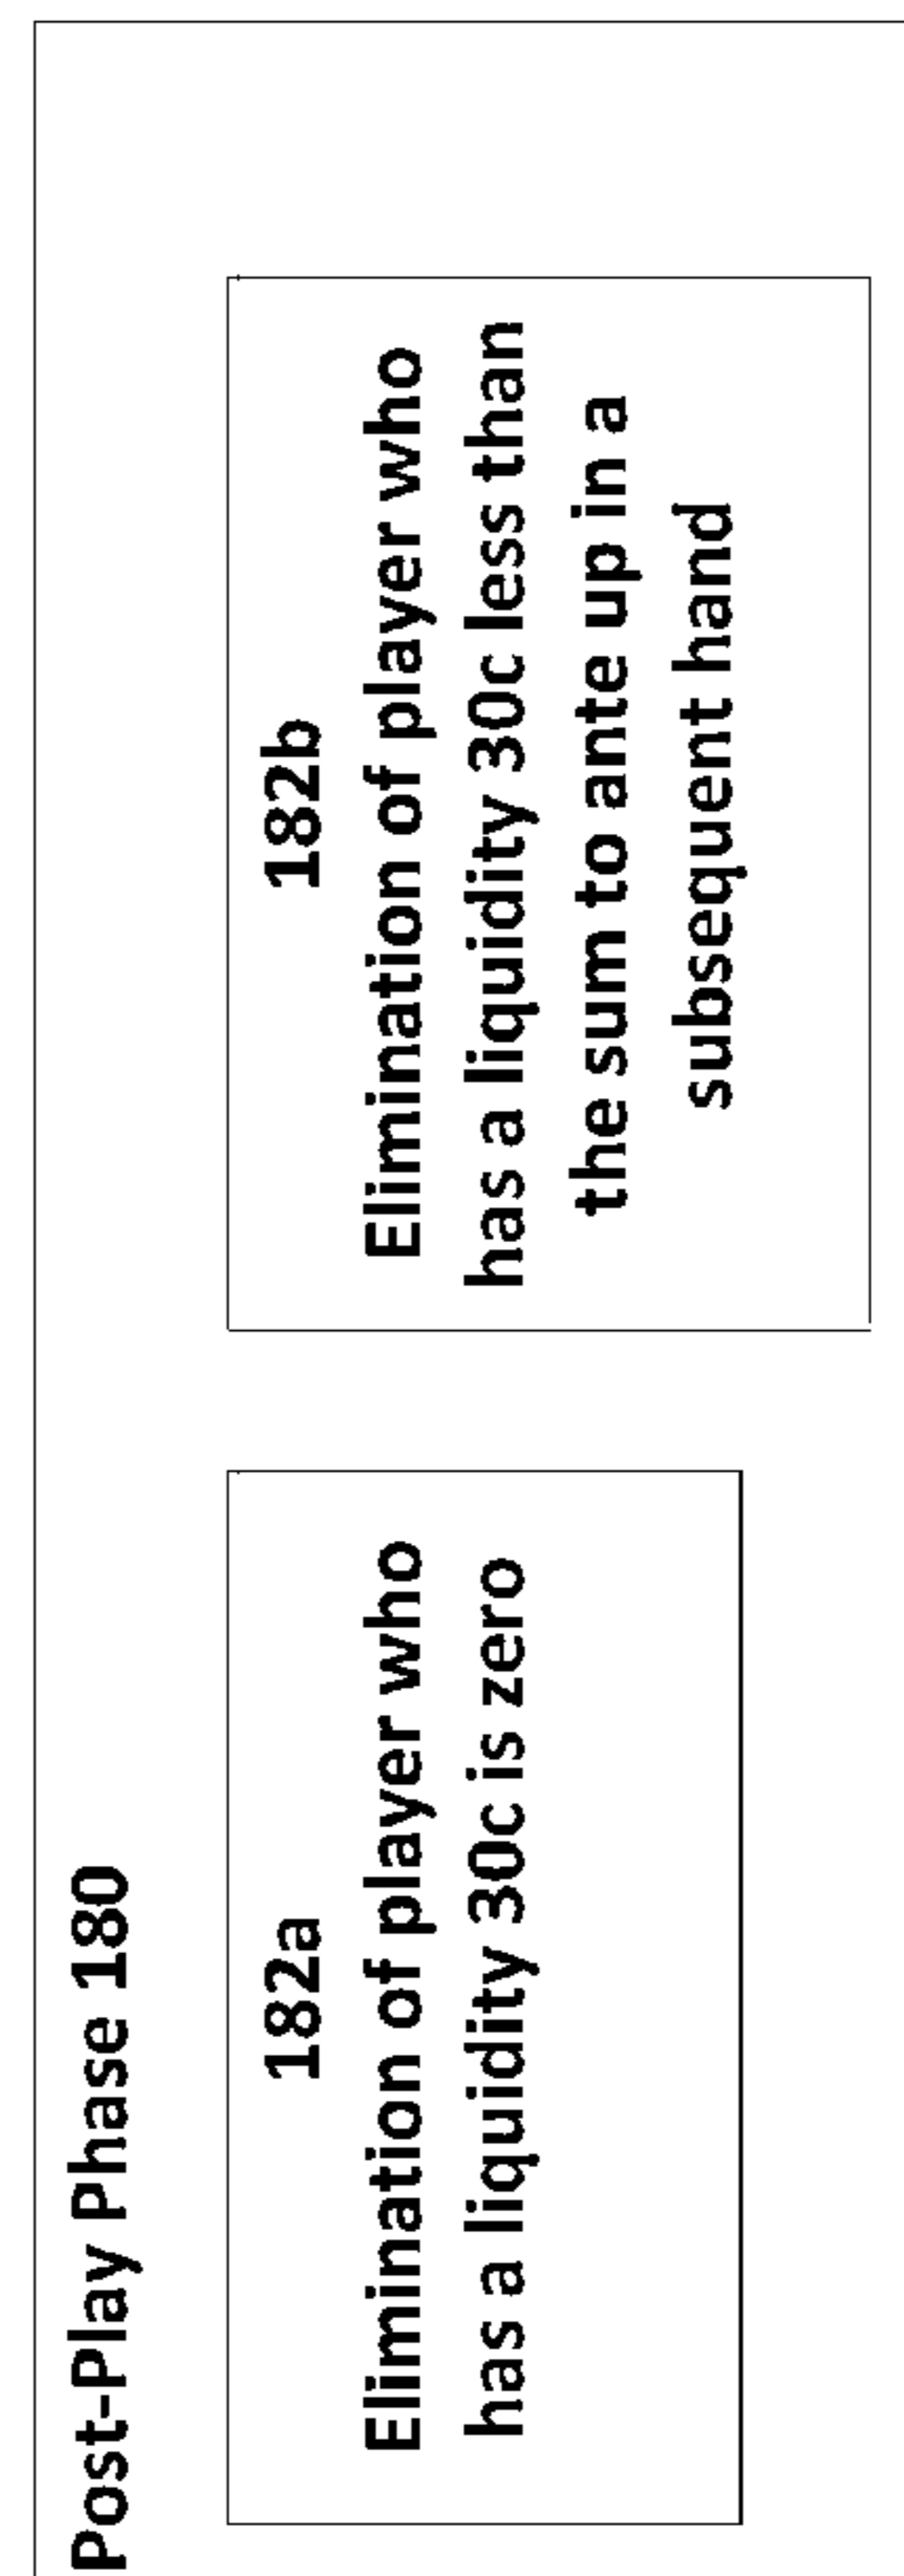 Post-Play Phase 180
182a
Elimination of player who
has a liquidity 30c is zero
182b
Elimination of player who
has a liquidity 30c less than
the sum to ante up in a
subsequent hand